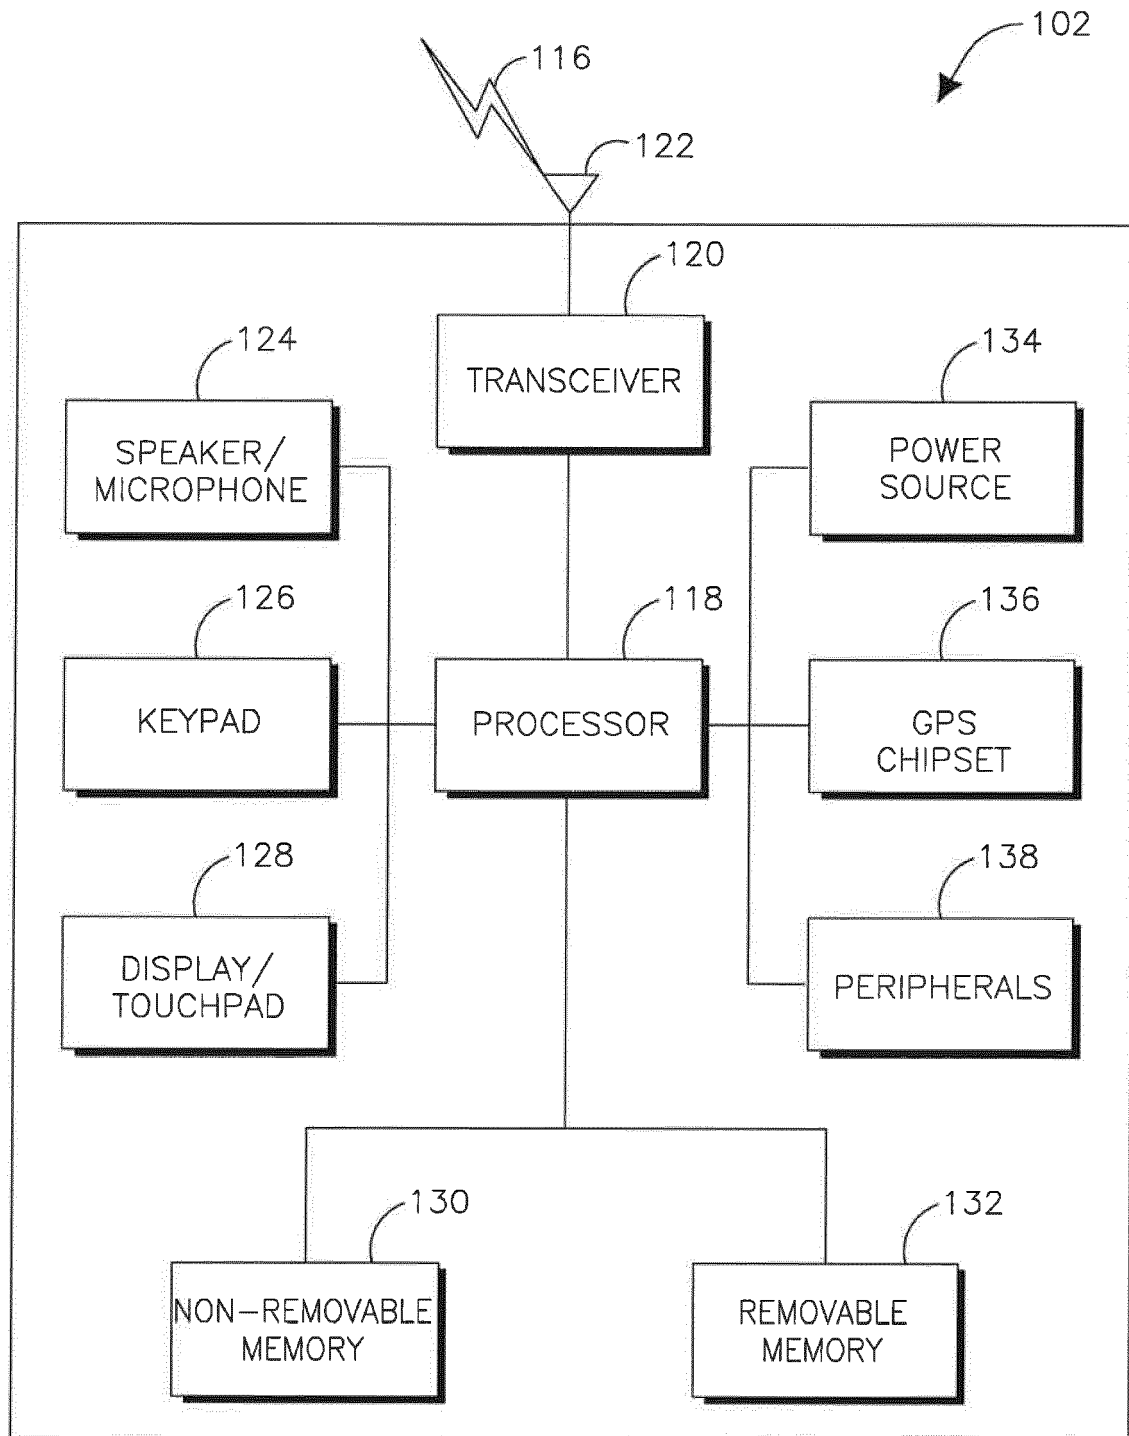 102
116
122
120
TRANSCEIVER
124
SPEAKER/
MICROPHONE
134
POWER
SOURCE
126
KEYPAD
118
PROCESSOR
136
GPS
CHIPSET
128
DISPLAY/
TOUCHPAD
138
PERIPHERALS
130
NON-REMOVABLE
MEMORY
132
REMOVABLE
MEMORY